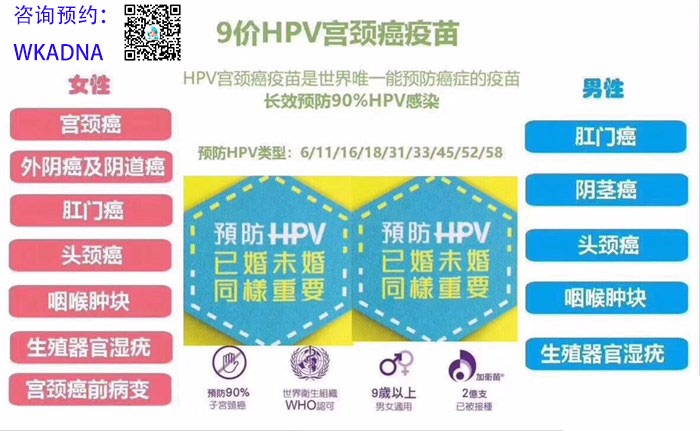 咨询预约：
WKADNA
9价HPV宫颈癌疫苗
HPV宫颈癌疫苗是世界唯一能预防癌症的疫苗
长效预防90%HPV感染
预防HPV类型：6/11/16/18/31/33/45/52/58
女性
宫颈癌
外阴癌及阴道癌
肛门癌
头颈癌
咽喉肿块
生殖器官湿疣
宫颈癌前病变
預防HPV
已婚未婚
同樣重要
預防HPV
已婚未婚
同樣重要
預防90%
子宮頸癌
世界衛生組織
WHO認可
9歲以上
男女適用
加衛苗®
2億支
已被接種
男性
肛门癌
阴茎癌
头颈癌
咽喉肿块
生殖器官湿疣